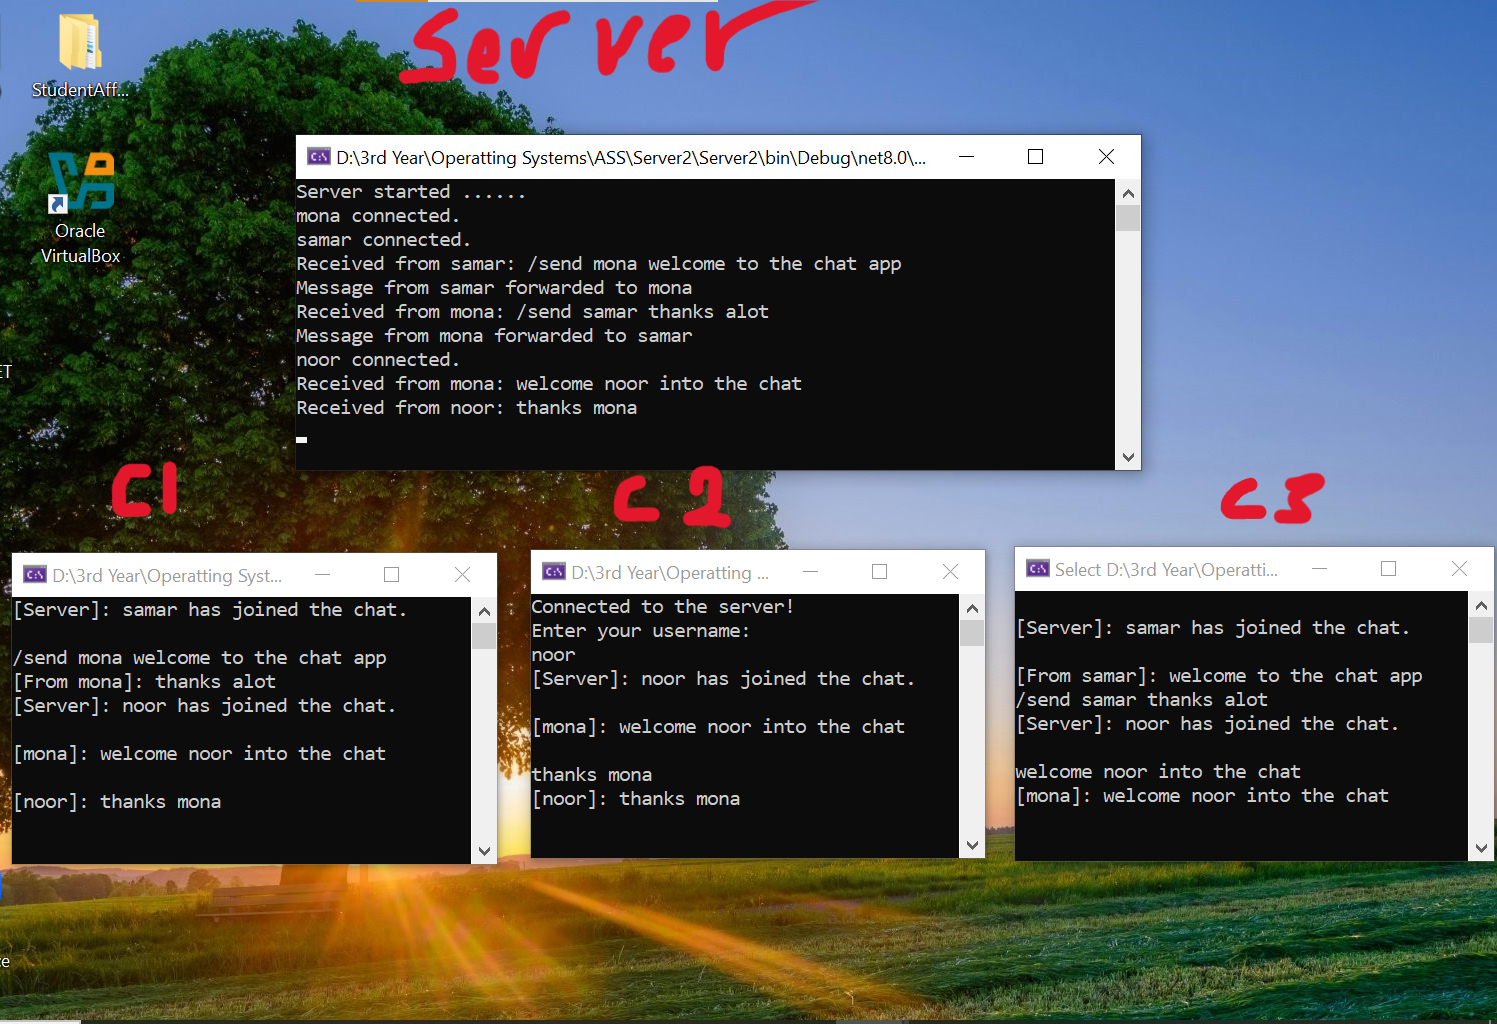 Server
StudentAff...
Oracle
VirtualBox
D:\3rd Year\Operatting Systems\ASS\Server2\Server2\bin\Debug\net8.0\...
Server started ......
mona connected.
samar connected.
Received from samar: /send mona welcome to the chat app
Message from samar forwarded to mona
Received from mona: /send samar thanks alot
Message from mona forwarded to samar
noor connected.
Received from mona: welcome noor into the chat
Received from noor: thanks mona
ET
C1
D:\3rd Year\Operatting Syst...
[Server]: samar has joined the chat.
/send mona welcome to the chat app
[From mona]: thanks alot
[Server]: noor has joined the chat.
[mona]: welcome noor into the chat
[noor]: thanks mona
C2
D:\3rd Year\Operatting ...
Connected to the server!
Enter your username:
noor
[Server]: noor has joined the chat.
[mona]: welcome noor into the chat
thanks mona
[noor]: thanks mona
C3
Select D:\3rd Year\Operatti...
[Server]: samar has joined the chat.
[From samar]: welcome to the chat app
/send samar thanks alot
[Server]: noor has joined the chat.
welcome noor into the chat
[mona]: welcome noor into the chat